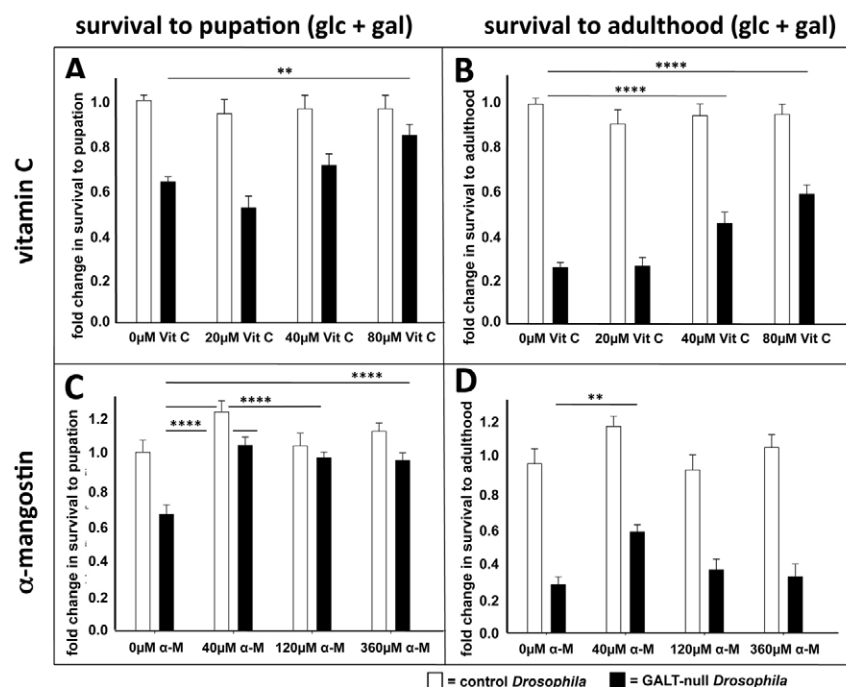 survival to pupation (glc + gal)
survival to adulthood (glc + gal)
vitamin C
A
fold change in survival to pupation
1.0
0.8
0.6
0.4
0.2
0.0
**
0µM Vit C 20µM Vit C 40µM Vit C 80µM Vit C
B
fold change in survival to adulthood
1.0
0.8
0.6
0.4
0.2
0.0
****
****
0µM Vit C 20µM Vit C 40µM Vit C 80µM Vit C
α-mangostin
C
fold change in survival to pupation
1.2
1.0
0.8
0.6
0.4
0.2
0.0
****
****
****
0µM α-M 40µM α-M 120µM α-M 360µM α-M
D
fold change in survival to adulthood
1.2
1.0
0.8
0.6
0.4
0.2
0.0
**
0µM α-M 40µM α-M 120µM α-M 360µM α-M
= control Drosophila = GALT-null Drosophila